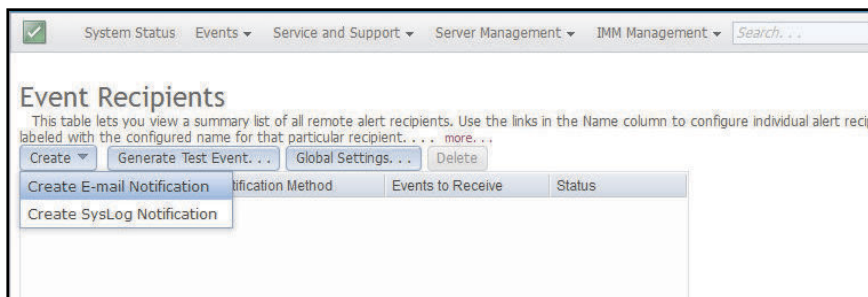 System Status Events Service and Support Server Management IMM Management Search. . .
Event Recipients
This table lets you view a summary list of all remote alert recipients. Use the links in the Name column to configure individual alert
labeled with the configured name for that particular recipient. . . . more. . .
Create Generate Test Event. . . Global Settings. . . Delete
Create E-mail Notification Method Events to Receive Status
Create SysLog Notification